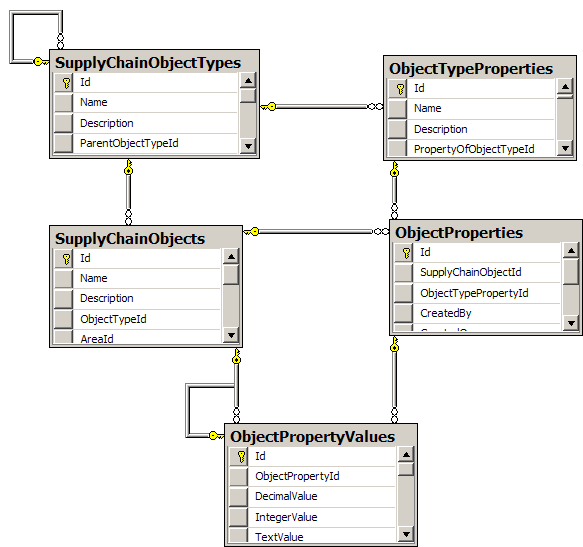 SupplyChainObjectTypes
Id
Name
Description
ParentObjectTypeId
ObjectTypeProperties
Id
Name
Description
PropertyOfObjectTypeId
SupplyChainObjects
Id
Name
Description
ObjectTypeId
AreaId
ObjectProperties
Id
SupplyChainObjectId
ObjectTypePropertyId
CreatedBy
ObjectPropertyValues
Id
ObjectPropertyId
DecimalValue
IntegerValue
TextValue